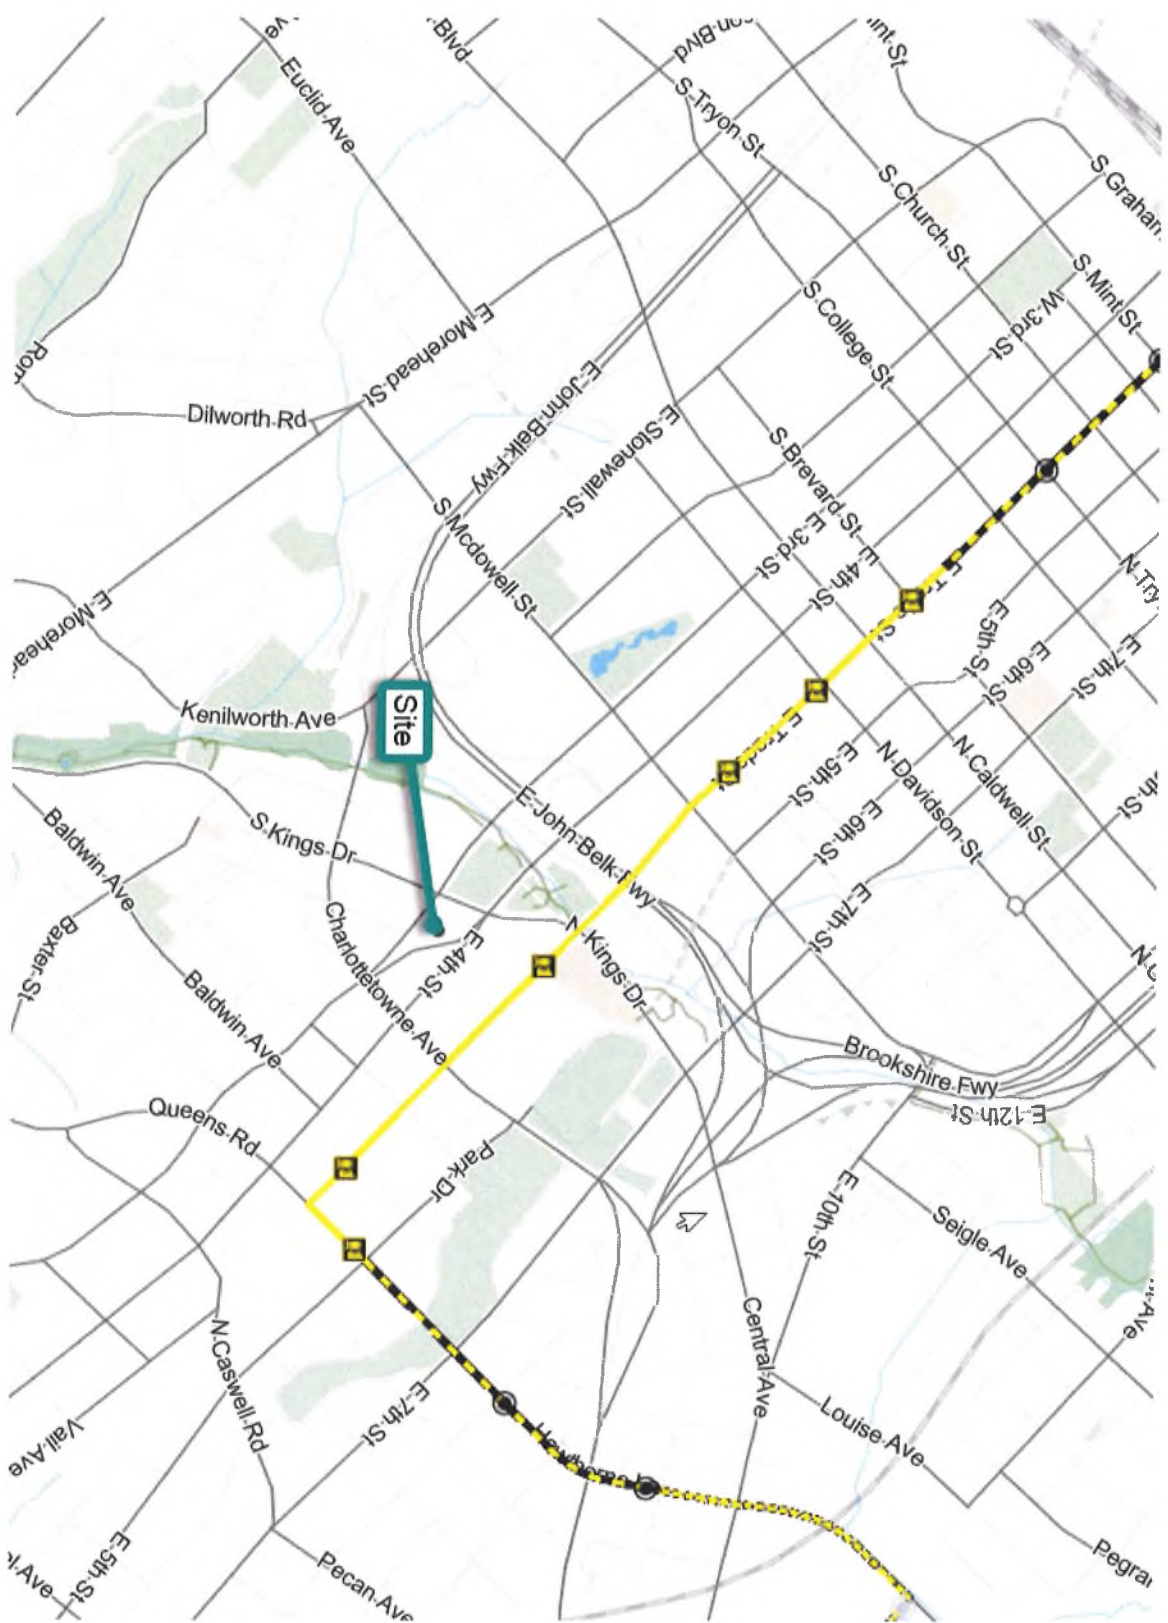 Euclid Ave
Blvd
S Tryon St
S Church St
S Graham
S Mint St
W 3rd St
S College St
E Morehead St
Dilworth Rd
E John Belk Fwy
E Stonewall St
S Brevard St
E 3rd St
E 4th St
S Mcdowell St
N Try
E 5th St
E 6th St
E 7th St
E Morehead
Kenilworth Ave
Site
N Davidson St
N Caldwell St
E 5th St
E 6th St
E 7th St
E John Belk Fwy
S Kings Dr
N Kings Dr
Baldwin Ave
Baxter St
Baldwin Ave
Charlottetowne Ave
E 4th St
Brookshire Fwy
E 12th St
Queens Rd
Park Dr
E 10th St
Seigle Ave
Central Ave
Louise Ave
N Caswell Rd
E 7th St
Vail Ave
E 5th St
Pecan Ave
Pegra